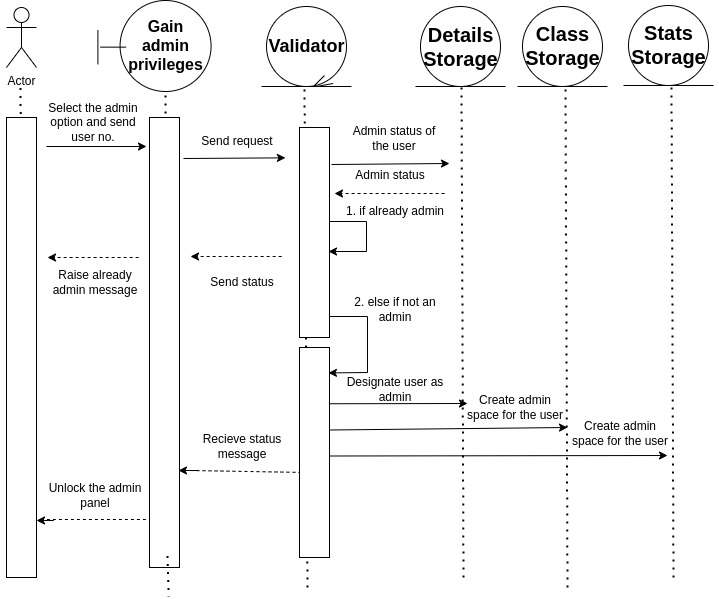 Actor
Gain
admin
privileges
Validator
Details
Storage
Class
Storage
Stats
Storage
Select the admin
option and send
user no.
Send request
Admin status of
the user
Admin status
1. if already admin
Raise already
admin message
Send status
2. else if not an
admin
Designate user as
admin
Create admin
space for the user
Create admin
space for the user
Recieve status
message
Unlock the admin
panel